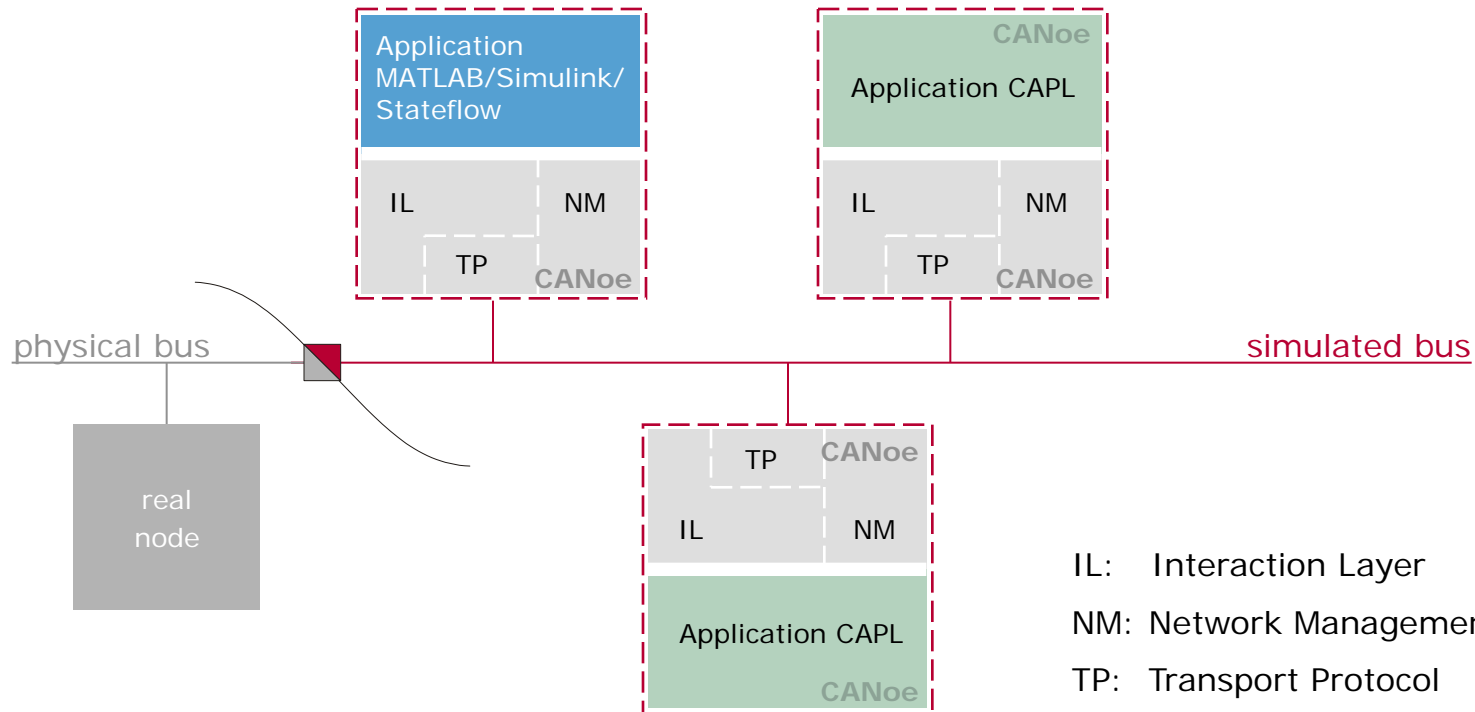 Application
MATLAB/Simulink/
Stateflow
IL
NM
TP
CANoe
CANoe
Application CAPL
IL
NM
TP
CANoe
physical bus
simulated bus
real
node
TP
CANoe
IL
NM
Application CAPL
CANoe
IL: Interaction Layer
NM: Network Managemen
TP: Transport Protocol